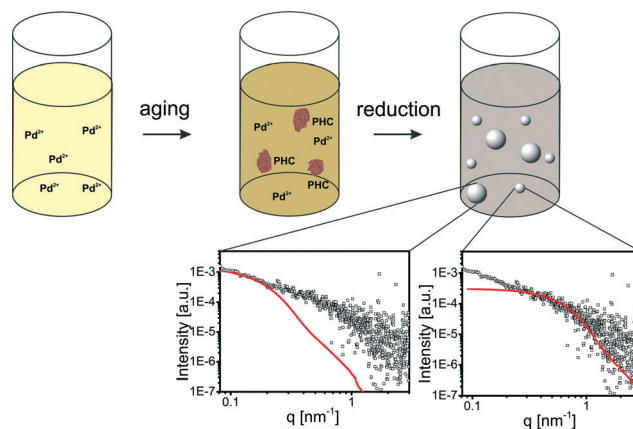 aging
reduction
Pd²⁺
Pd²⁺
Pd²⁺
Pd²⁺ Pd²⁺
PHC
Pd²⁺
Pd²⁺
PHC
PHC
Pd²⁺
Intensity [a.u.]
1E-3
1E-4
1E-5
1E-6
1E-7
0.1 1
q [nm⁻¹]
Intensity [a.u.]
1E-3
1E-4
1E-5
1E-6
1E-7
0.1 1
q [nm⁻¹]